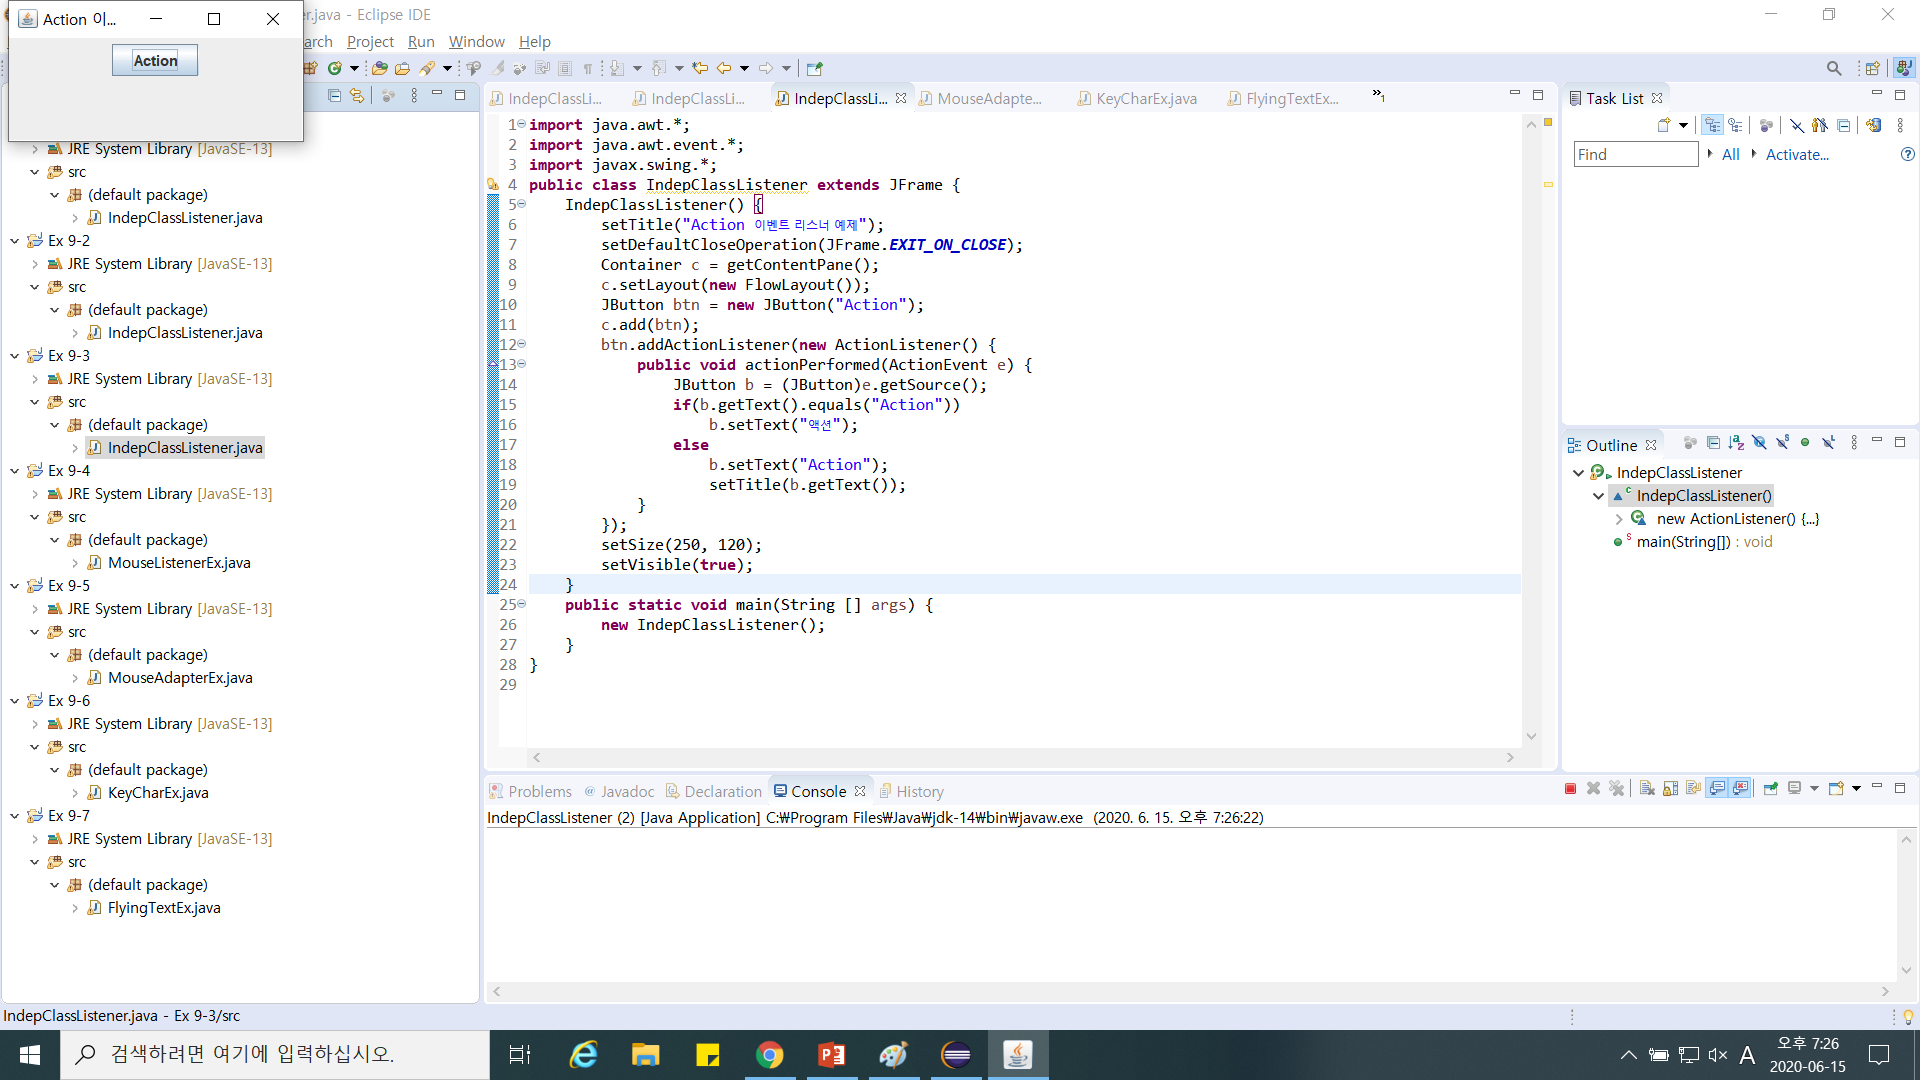 Action 이...
Action
r.java - Eclipse IDE
arch Project Run Window Help
JRE System Library [JavaSE-13]
src
(default package)
IndepClassListener.java
Ex 9-2
JRE System Library [JavaSE-13]
src
(default package)
IndepClassListener.java
Ex 9-3
JRE System Library [JavaSE-13]
src
(default package)
IndepClassListener.java
Ex 9-4
JRE System Library [JavaSE-13]
src
(default package)
MouseListenerEx.java
Ex 9-5
JRE System Library [JavaSE-13]
src
(default package)
MouseAdapterEx.java
Ex 9-6
JRE System Library [JavaSE-13]
src
(default package)
KeyCharEx.java
Ex 9-7
JRE System Library [JavaSE-13]
src
(default package)
FlyingTextEx.java
IndepClassLi... IndepClassLi... IndepClassLi... MouseAdapte... KeyCharEx.java FlyingTextEx... »1
1 import java.awt.*;
2 import java.awt.event.*;
3 import javax.swing.*;
4 public class IndepClassListener extends JFrame {
5     IndepClassListener() {
6         setTitle("Action 이벤트 리스너 예제");
7         setDefaultCloseOperation(JFrame.EXIT_ON_CLOSE);
8         Container c = getContentPane();
9         c.setLayout(new FlowLayout());
10         JButton btn = new JButton("Action");
11         c.add(btn);
12         btn.addActionListener(new ActionListener() {
13             public void actionPerformed(ActionEvent e) {
14                 JButton b = (JButton)e.getSource();
15                 if(b.getText().equals("Action"))
16                     b.setText("액션");
17                 else
18                     b.setText("Action");
19                     setTitle(b.getText());
20             }
21         });
22         setSize(250, 120);
23         setVisible(true);
24     }
25     public static void main(String [] args) {
26         new IndepClassListener();
27     }
28 }
29
Task List
Find All Activate...
Outline
IndepClassListener
IndepClassListener()
new ActionListener() {...}
main(String[]) : void
Problems @ Javadoc Declaration Console History
IndepClassListener (2) [Java Application] C:₩Program Files₩Java₩jdk-14₩bin₩javaw.exe (2020. 6. 15. 오후 7:26:22)
IndepClassListener.java - Ex 9-3/src
검색하려면 여기에 입력하십시오.
A
오후 7:26
2020-06-15